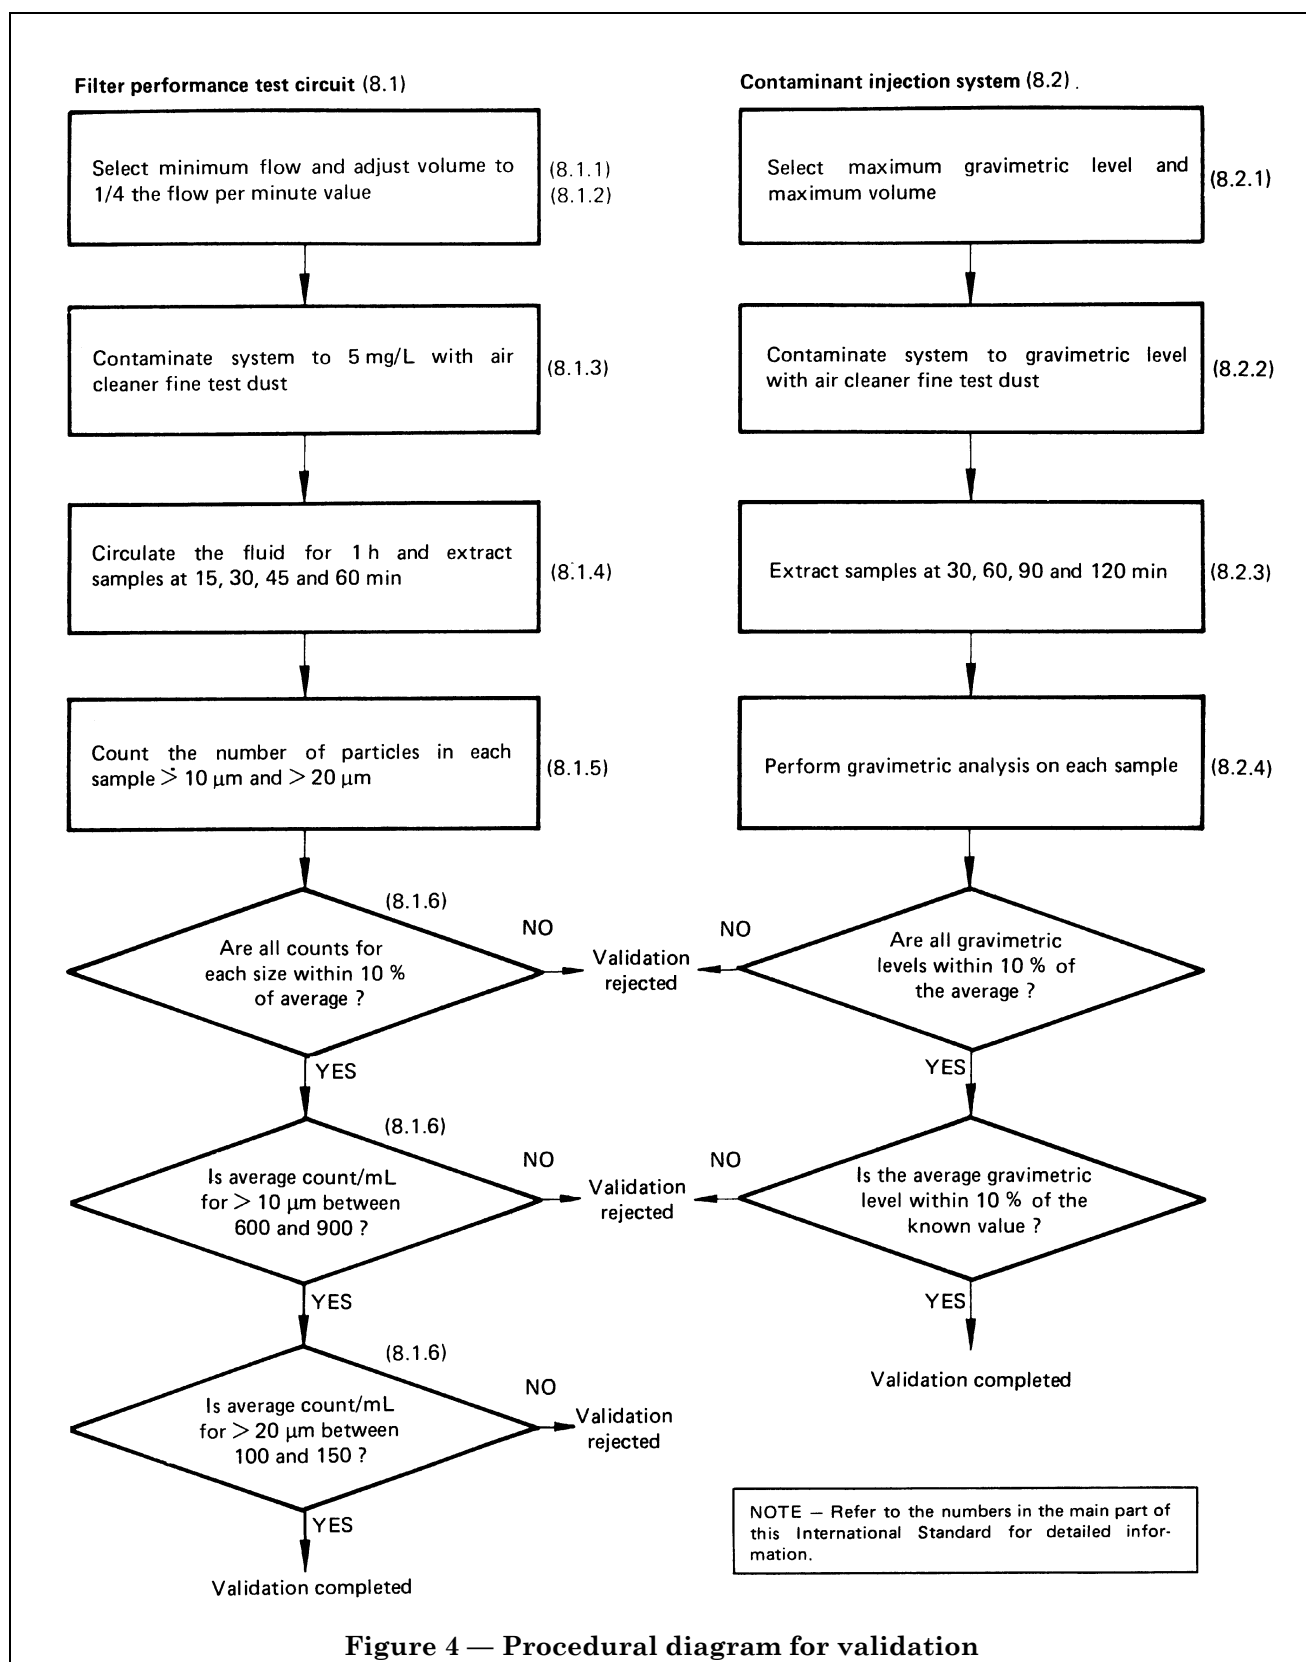 Filter performance test circuit (8.1)
Select minimum flow and adjust volume to
1/4 the flow per minute value
(8.1.1)
(8.1.2)
Contaminate system to 5 mg/L with air
cleaner fine test dust
(8.1.3)
Circulate the fluid for 1 h and extract
samples at 15, 30, 45 and 60 min
(8.1.4)
Count the number of particles in each
sample > 10 μm and > 20 μm
(8.1.5)
(8.1.6)
Are all counts for
each size within 10 %
of average ?
NO
Validation
rejected
YES
(8.1.6)
Is average count/mL
for > 10 μm between
600 and 900 ?
NO
Validation
rejected
YES
(8.1.6)
Is average count/mL
for > 20 μm between
100 and 150 ?
NO
Validation
rejected
YES
Validation completed
Contaminant injection system (8.2) .
Select maximum gravimetric level and
maximum volume
(8.2.1)
Contaminate system to gravimetric level
with air cleaner fine test dust
(8.2.2)
Extract samples at 30, 60, 90 and 120 min
(8.2.3)
Perform gravimetric analysis on each sample
(8.2.4)
NO
Are all gravimetric
levels within 10 % of
the average ?
YES
NO
Is the average gravimetric
level within 10 % of the
known value ?
YES
Validation completed
NOTE — Refer to the numbers in the main part of
this International Standard for detailed infor-
mation.
Figure 4 — Procedural diagram for validation